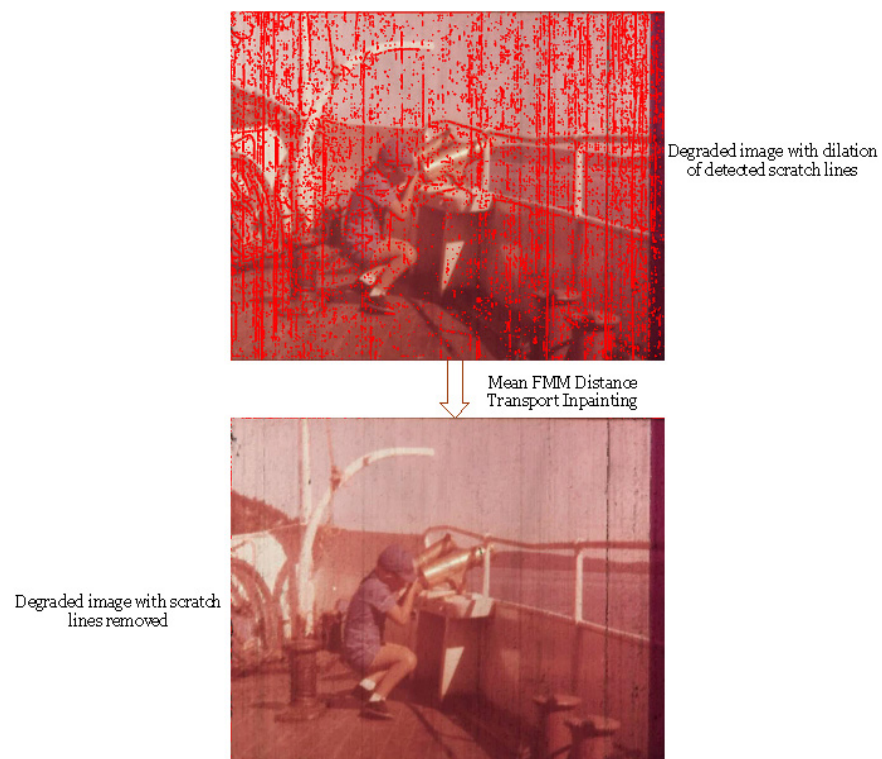 Degraded image with dilation
of detected scratch lines
Mean FMM Distance
Transport Inpainting
Degraded image with scratch
lines removed